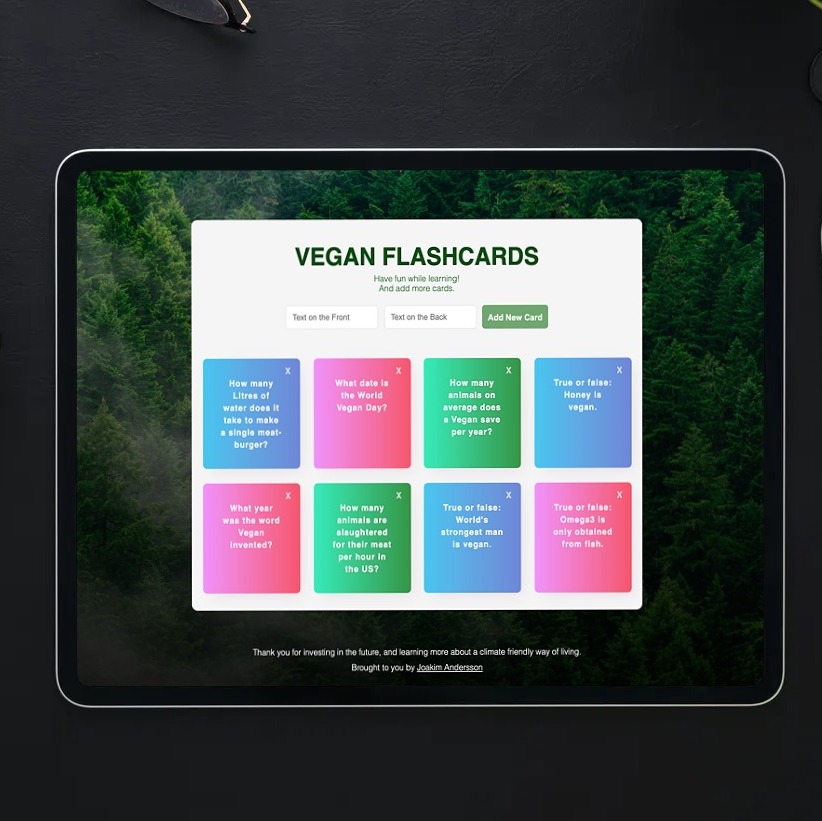 VEGAN FLASHCARDS
Have fun while learning!
And add more cards.
Text on the Front
Text on the Back
Add New Card
X
How many
Litres of
water does it
take to make
a single meat-
burger?
X
What date is
the World
Vegan Day?
X
How many
animals on
average does
a Vegan save
per year?
X
True or false:
Honey is
vegan.
X
What year
was the word
Vegan
invented?
X
How many
animals are
slaughtered
for their meat
per hour in
the US?
X
True or false:
World's
strongest man
is vegan.
X
True or false:
Omega3 is
only obtained
from fish.
Thank you for investing in the future, and learning more about a climate friendly way of living.
Brought to you by Joakim Andersson